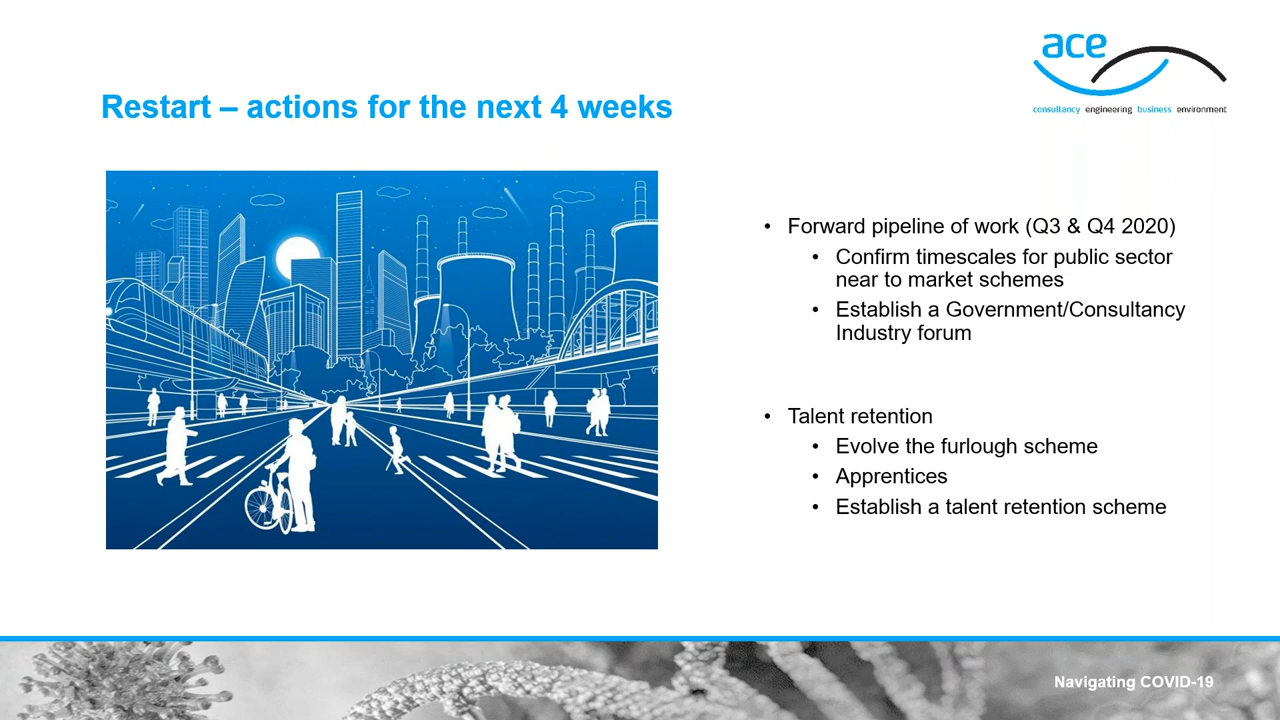 ace
consultancy engineering business environment
Restart – actions for the next 4 weeks
• Forward pipeline of work (Q3 & Q4 2020)
• Confirm timescales for public sector
near to market schemes
• Establish a Government/Consultancy
Industry forum
• Talent retention
• Evolve the furlough scheme
• Apprentices
• Establish a talent retention scheme
Navigating COVID-19